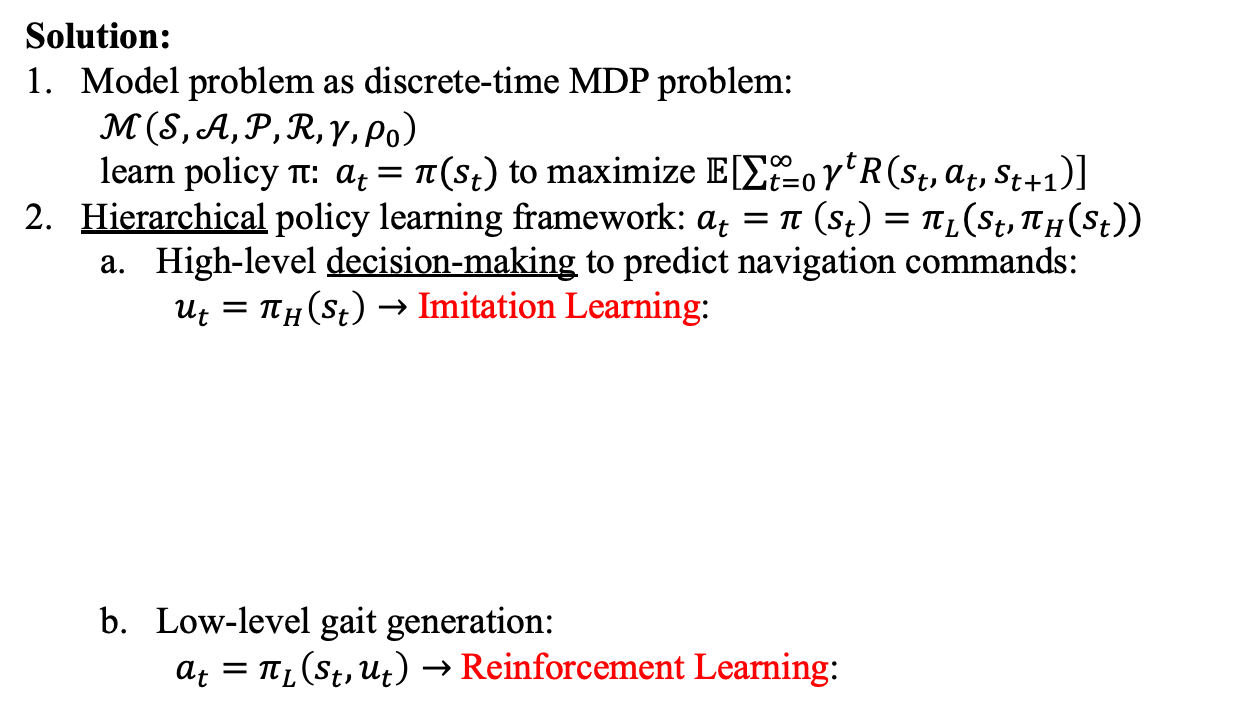 Solution:
1. Model problem as discrete-time MDP problem:
ℳ(𝒮, 𝒜, 𝒫, ℛ, γ, ρ₀)
learn policy π: aₜ = π(sₜ) to maximize 𝔼[∑_{t=0}^{∞} γᵗR(sₜ, aₜ, sₜ₊₁)]
2. Hierarchical policy learning framework: aₜ = π (sₜ) = π_L(sₜ, π_H(sₜ))
a. High-level decision-making to predict navigation commands:
uₜ = π_H(sₜ) → Imitation Learning:
b. Low-level gait generation:
aₜ = π_L(sₜ, uₜ) → Reinforcement Learning: